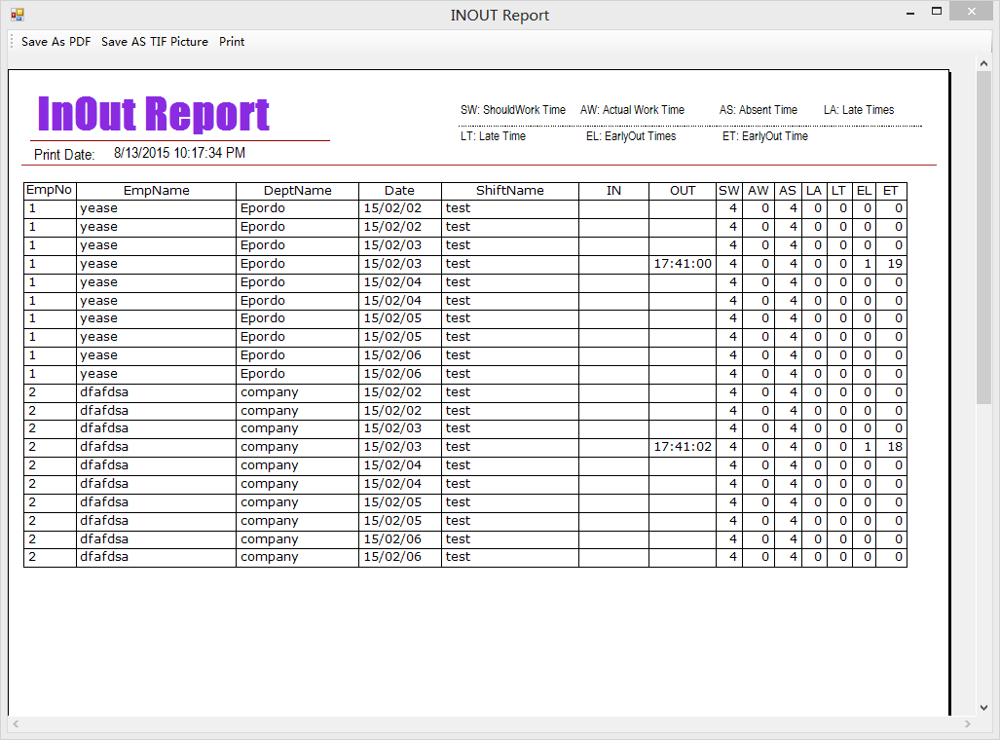 INOUT Report
Save As PDF Save AS TIF Picture Print
InOut Report
SW: ShouldWork Time AW: Actual Work Time AS: Absent Time LA: Late Times
LT: Late Time EL: EarlyOut Times ET: EarlyOut Time
Print Date: 8/13/2015 10:17:34 PM
EmpNo EmpName DeptName Date ShiftName IN OUT SW AW AS LA LT EL ET
1 yease Epordo 15/02/02 test 4 0 4 0 0 0 0
1 yease Epordo 15/02/02 test 4 0 4 0 0 0 0
1 yease Epordo 15/02/03 test 4 0 4 0 0 0 0
1 yease Epordo 15/02/03 test 17:41:00 4 0 4 0 0 1 19
1 yease Epordo 15/02/04 test 4 0 4 0 0 0 0
1 yease Epordo 15/02/04 test 4 0 4 0 0 0 0
1 yease Epordo 15/02/05 test 4 0 4 0 0 0 0
1 yease Epordo 15/02/05 test 4 0 4 0 0 0 0
1 yease Epordo 15/02/06 test 4 0 4 0 0 0 0
1 yease Epordo 15/02/06 test 4 0 4 0 0 0 0
2 dfafdsa company 15/02/02 test 4 0 4 0 0 0 0
2 dfafdsa company 15/02/02 test 4 0 4 0 0 0 0
2 dfafdsa company 15/02/03 test 4 0 4 0 0 0 0
2 dfafdsa company 15/02/03 test 17:41:02 4 0 4 0 0 1 18
2 dfafdsa company 15/02/04 test 4 0 4 0 0 0 0
2 dfafdsa company 15/02/04 test 4 0 4 0 0 0 0
2 dfafdsa company 15/02/05 test 4 0 4 0 0 0 0
2 dfafdsa company 15/02/05 test 4 0 4 0 0 0 0
2 dfafdsa company 15/02/06 test 4 0 4 0 0 0 0
2 dfafdsa company 15/02/06 test 4 0 4 0 0 0 0